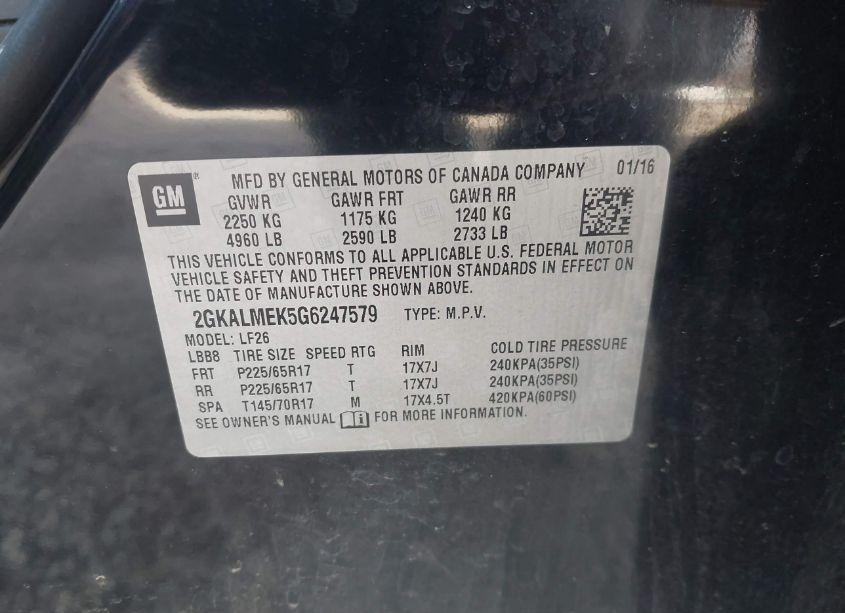 GM ® MFD BY GENERAL MOTORS OF CANADA COMPANY 01/16
GVWR GAWR FRT GAWR RR
2250 KG 1175 KG 1240 KG
4960 LB 2590 LB 2733 LB
THIS VEHICLE CONFORMS TO ALL APPLICABLE U.S. FEDERAL MOTOR
VEHICLE SAFETY AND THEFT PREVENTION STANDARDS IN EFFECT ON
THE DATE OF MANUFACTURE SHOWN ABOVE.
2GKALMEK5G6247579 TYPE: M.P.V.
MODEL: LF26
LBB8 TIRE SIZE SPEED RTG RIM COLD TIRE PRESSURE
FRT P225/65R17 T 17X7J 240KPA(35PSI)
RR P225/65R17 T 17X7J 240KPA(35PSI)
SPA T145/70R17 M 17X4.5T 420KPA(60PSI)
SEE OWNER'S MANUAL i FOR MORE INFORMATION.